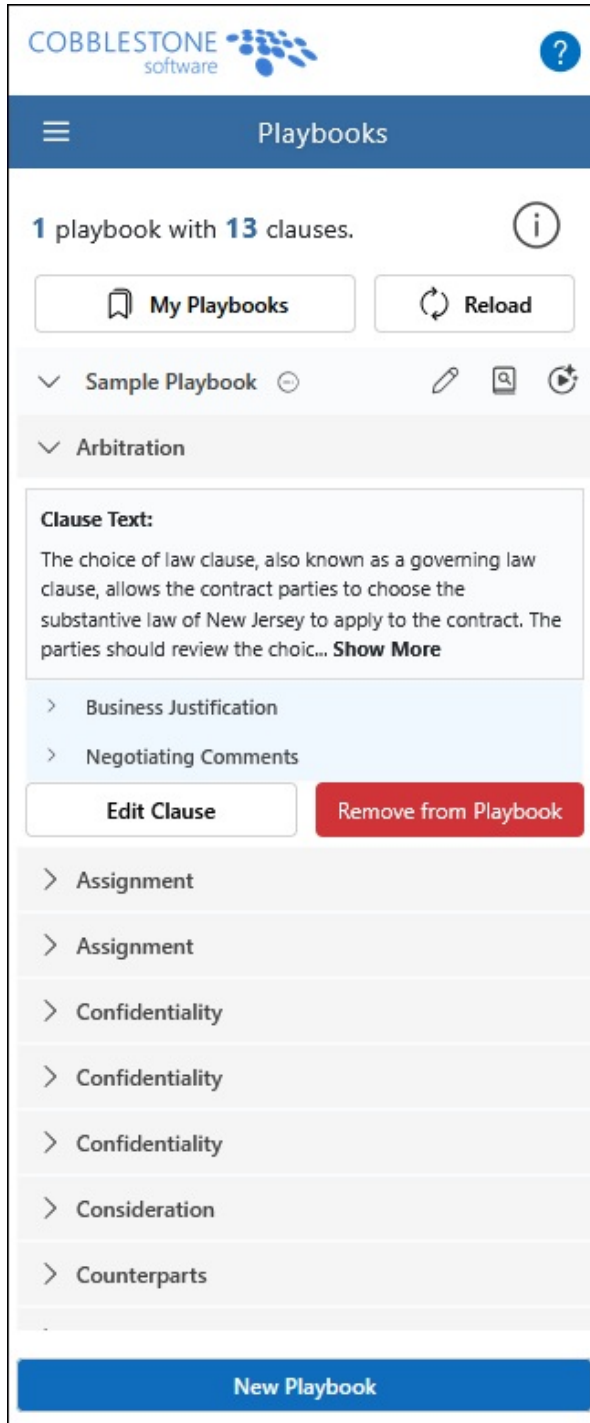 COBBLESTONE
software
?
Playbooks
1 playbook with 13 clauses.
i
My Playbooks
Reload
Sample Playbook
Arbitration
Clause Text:
The choice of law clause, also known as a governing law
clause, allows the contract parties to choose the
substantive law of New Jersey to apply to the contract. The
parties should review the choic... Show More
Business Justification
Negotiating Comments
Edit Clause
Remove from Playbook
Assignment
Assignment
Confidentiality
Confidentiality
Confidentiality
Consideration
Counterparts
New Playbook